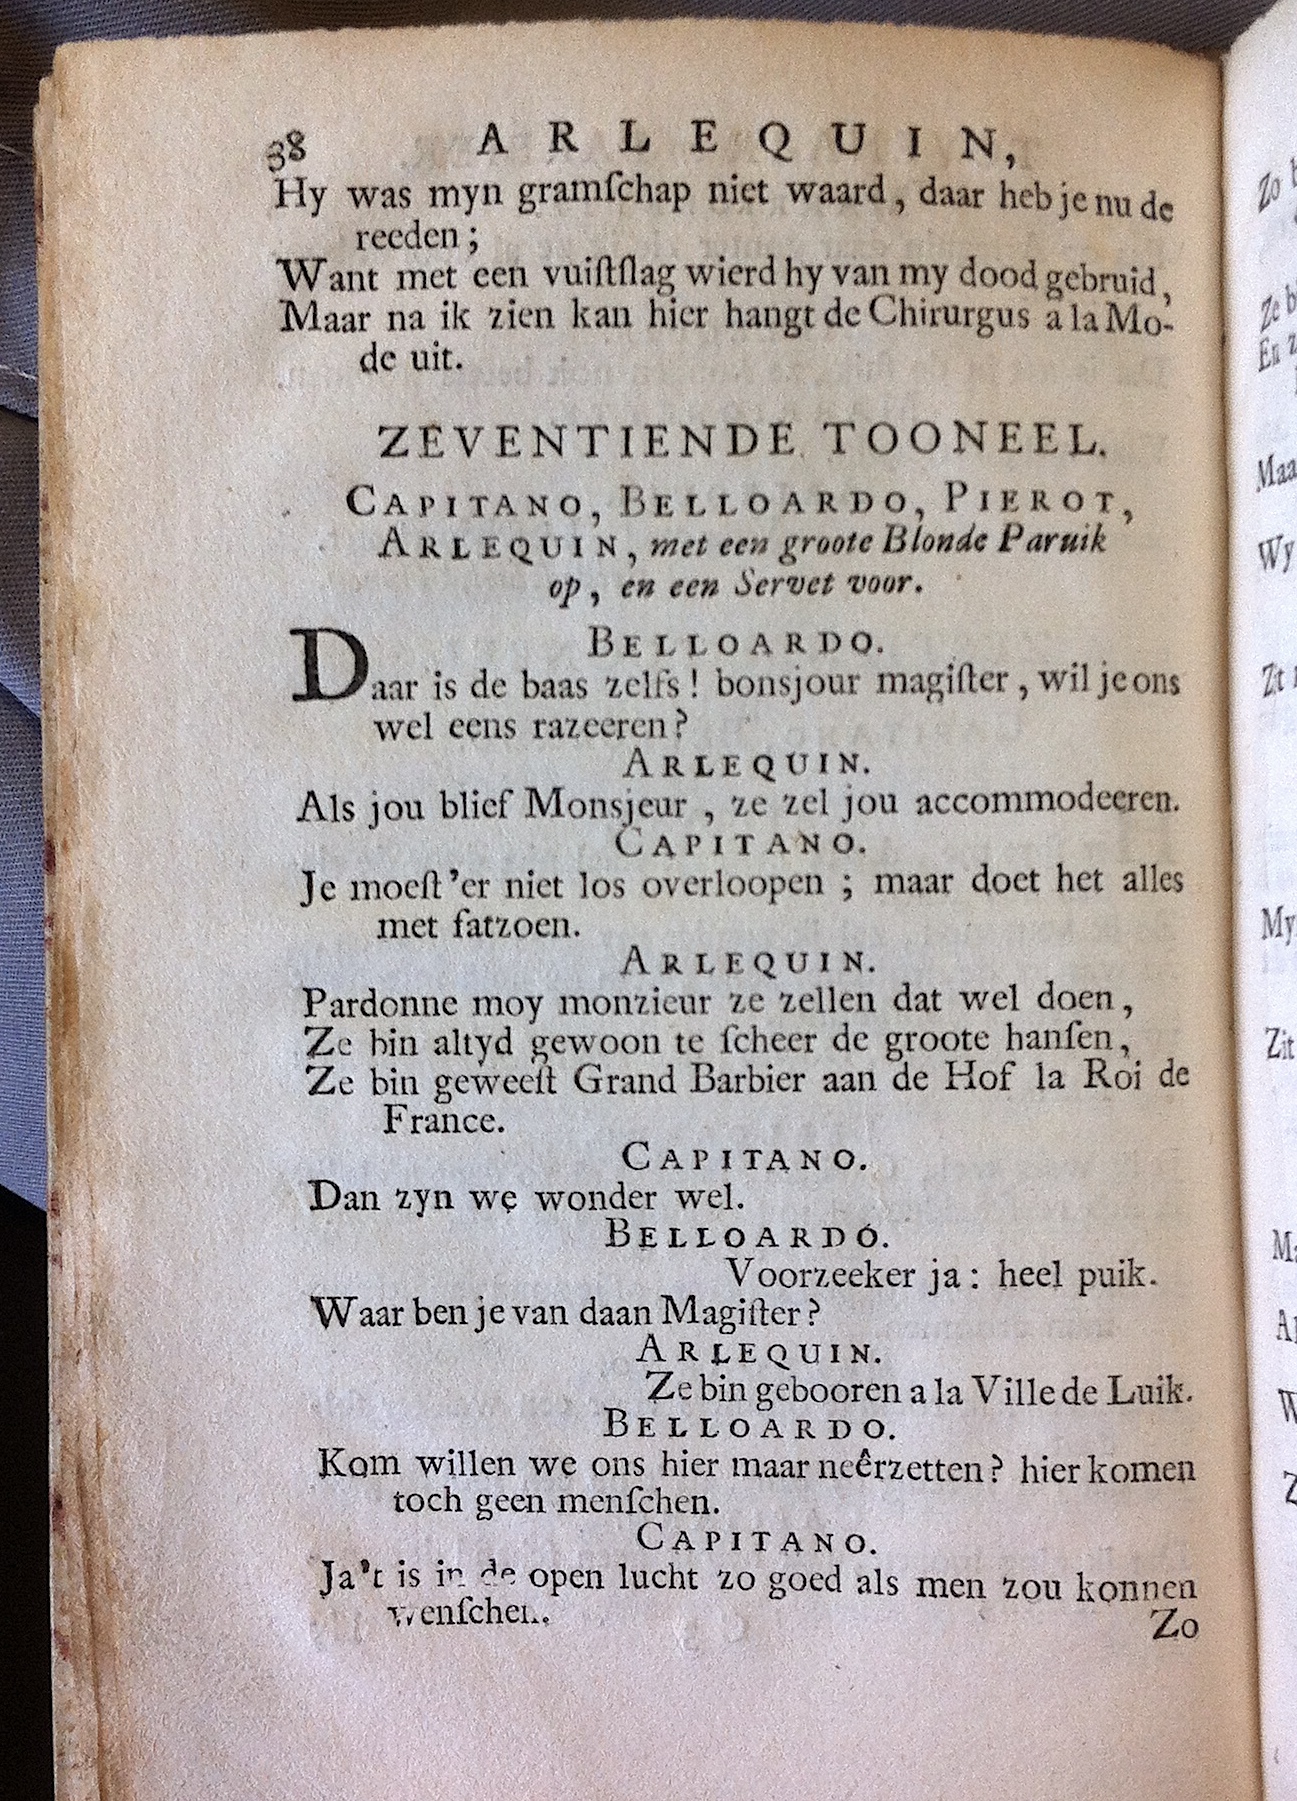 38 ARLEQUIN,
Hy was myn gramſchap niet waard, daar heb je nu de
reeden;
Want met een vuiſtſlag wierd hy van my dood gebruid,
Maar na ik zien kan hier hangt de Chirurgus a la Mo-
de uit.
ZEVENTIENDE TOONEEL.
CAPITANO, BELLOARDO, PIEROT,
ARLEQUIN, met een groote Blonde Paruik
op, en een Servet voor.
BELLOARDO.
Daar is de baas zelfs! bonsjour magiſter, wil je ons
wel eens razeeren?
ARLEQUIN.
Als jou blief Monsjeur, ze zel jou accommodeeren.
CAPITANO.
Je moeſt 'er niet los overloopen; maar doet het alles
met fatzoen.
ARLEQUIN.
Pardonne moy monzieur ze zellen dat wel doen,
Ze bin altyd gewoon te ſcheer de groote hanſen,
Ze bin geweeſt Grand Barbier aan de Hof la Roi de
France.
CAPITANO.
Dan zyn we wonder wel.
BELLOARDO.
Voorzeeker ja: heel puik.
Waar ben je van daan Magiſter?
ARLEQUIN.
Ze bin gebooren a la Ville de Luik.
BELLOARDO.
Kom willen we ons hier maar neêrzetten? hier komen
toch geen menſchen.
CAPITANO.
Ja 't is in de open lucht zo goed als men zou konnen
wenſchen.
Zo
Zo
Ze
En
Maa
Wy
Zt
My
Zit
Ma
A
W
Z